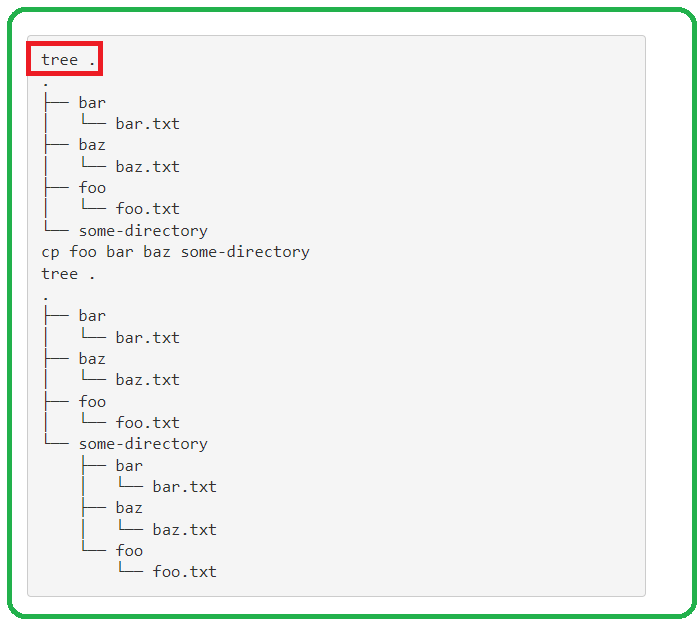 tree .
.
├── bar
│   └── bar.txt
├── baz
│   └── baz.txt
├── foo
│   └── foo.txt
└── some-directory
cp foo bar baz some-directory
tree .
.
├── bar
│   └── bar.txt
├── baz
│   └── baz.txt
├── foo
│   └── foo.txt
└── some-directory
    ├── bar
    │   └── bar.txt
    ├── baz
    │   └── baz.txt
    └── foo
        └── foo.txt